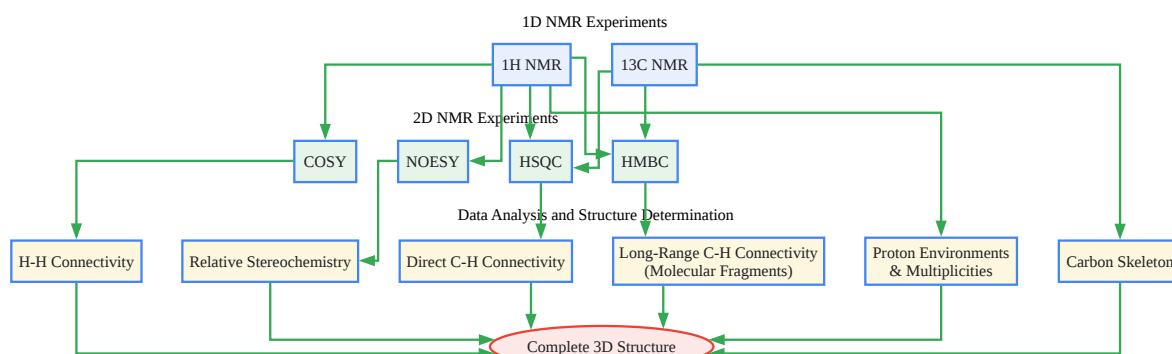 1D NMR Experiments
1H NMR
13C NMR
2D NMR Experiments
COSY
NOESY
HSQC
HMBC
Data Analysis and Structure Determination
H-H Connectivity
Relative Stereochemistry
Direct C-H Connectivity
Long-Range C-H Connectivity
(Molecular Fragments)
Proton Environments
& Multiplicities
Carbon Skeleton
Complete 3D Structure